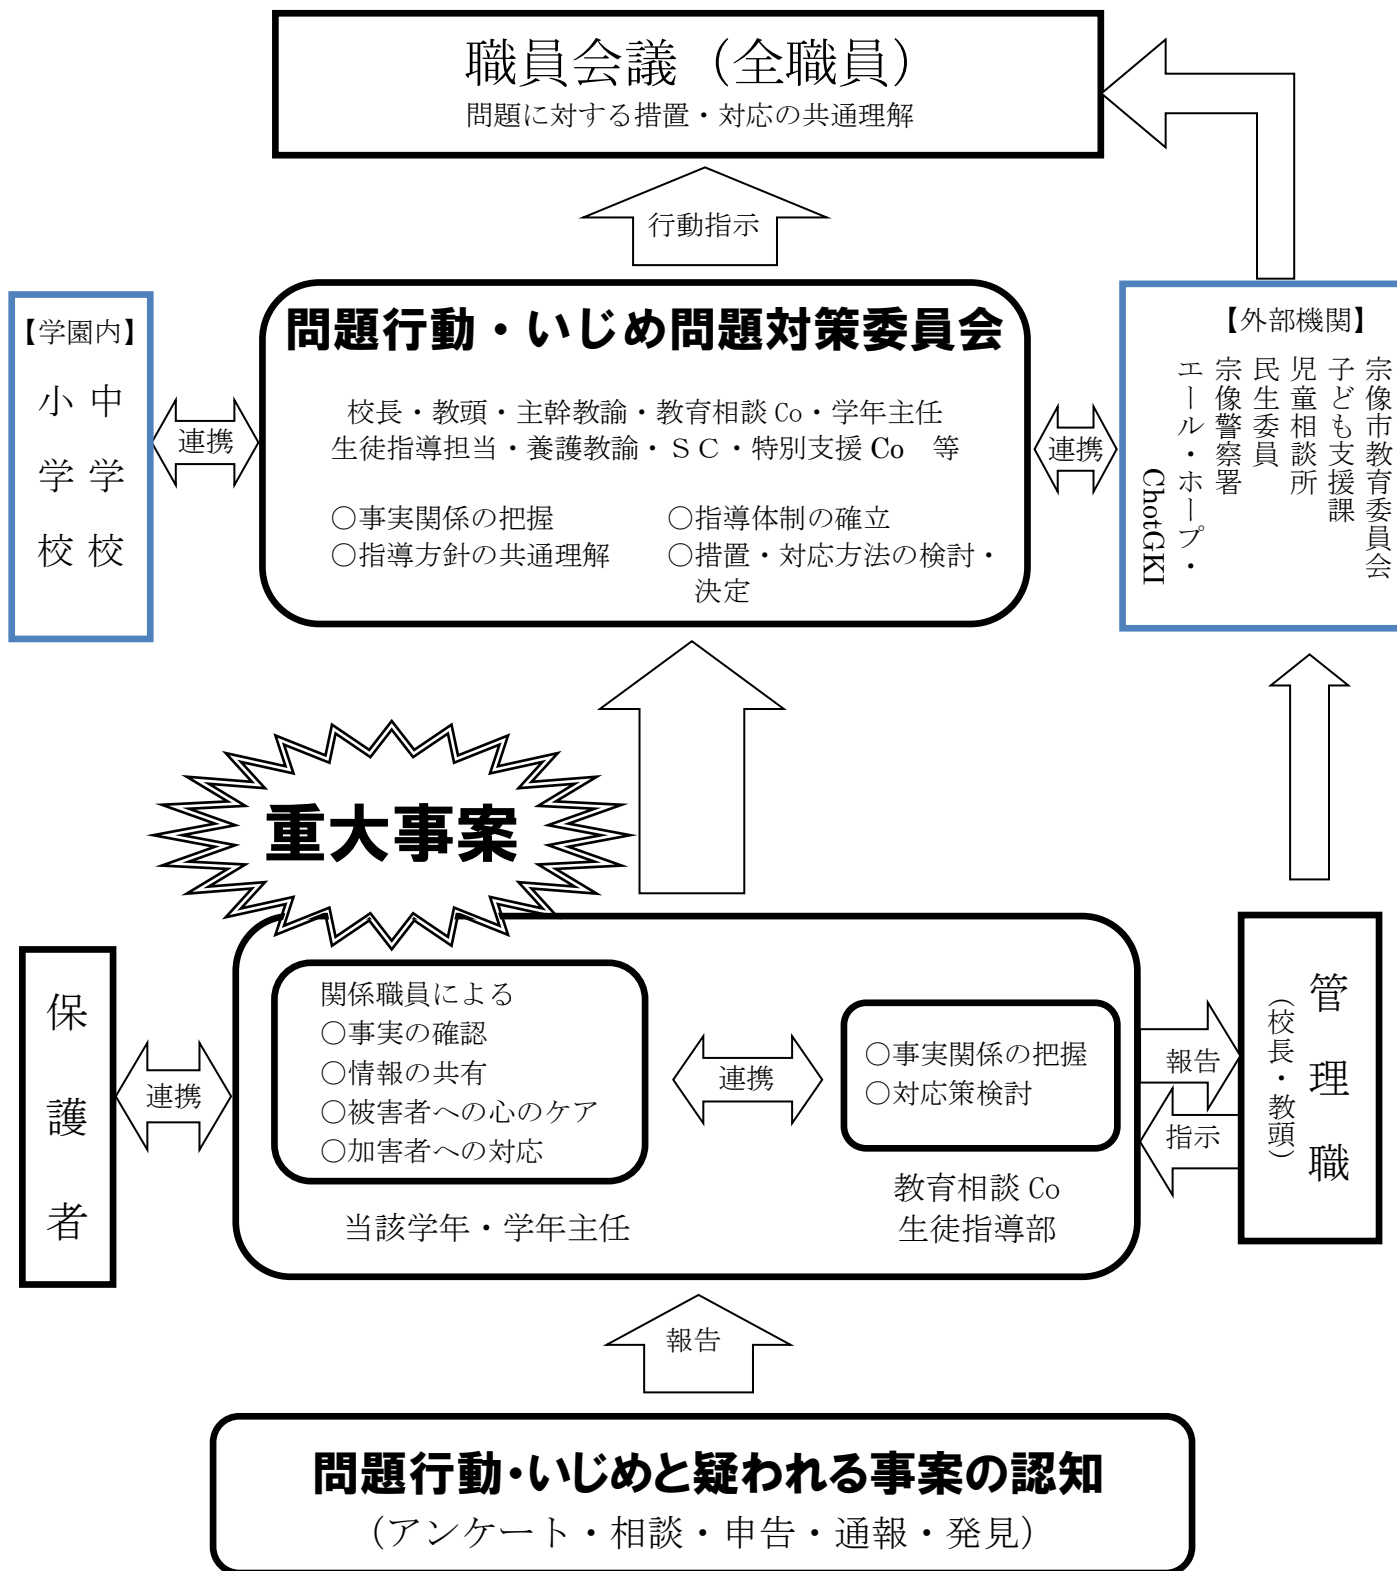 職員会議（全職員）
問題に対する措置・対応の共通理解
行動指示
【学園内】
中学校
小学校
連携
問題行動・いじめ問題対策委員会
校長・教頭・主幹教諭・教育相談 Co・学年主任
生徒指導担当・養護教諭・ＳＣ・特別支援 Co　等
○事実関係の把握
○指導体制の確立
○指導方針の共通理解
○措置・対応方法の検討・
決定
連携
【外部機関】
宗像市教育委員会
子ども支援課
児童相談所
民生委員
宗像警察署
エール・ホープ・
ChotGKI
重大事案
保護者
連携
関係職員による
○事実の確認
○情報の共有
○被害者への心のケア
○加害者への対応
当該学年・学年主任
連携
○事実関係の把握
○対応策検討
教育相談 Co
生徒指導部
報告
指示
管理職
（校長・教頭）
報告
問題行動・いじめと疑われる事案の認知
（アンケート・相談・申告・通報・発見）